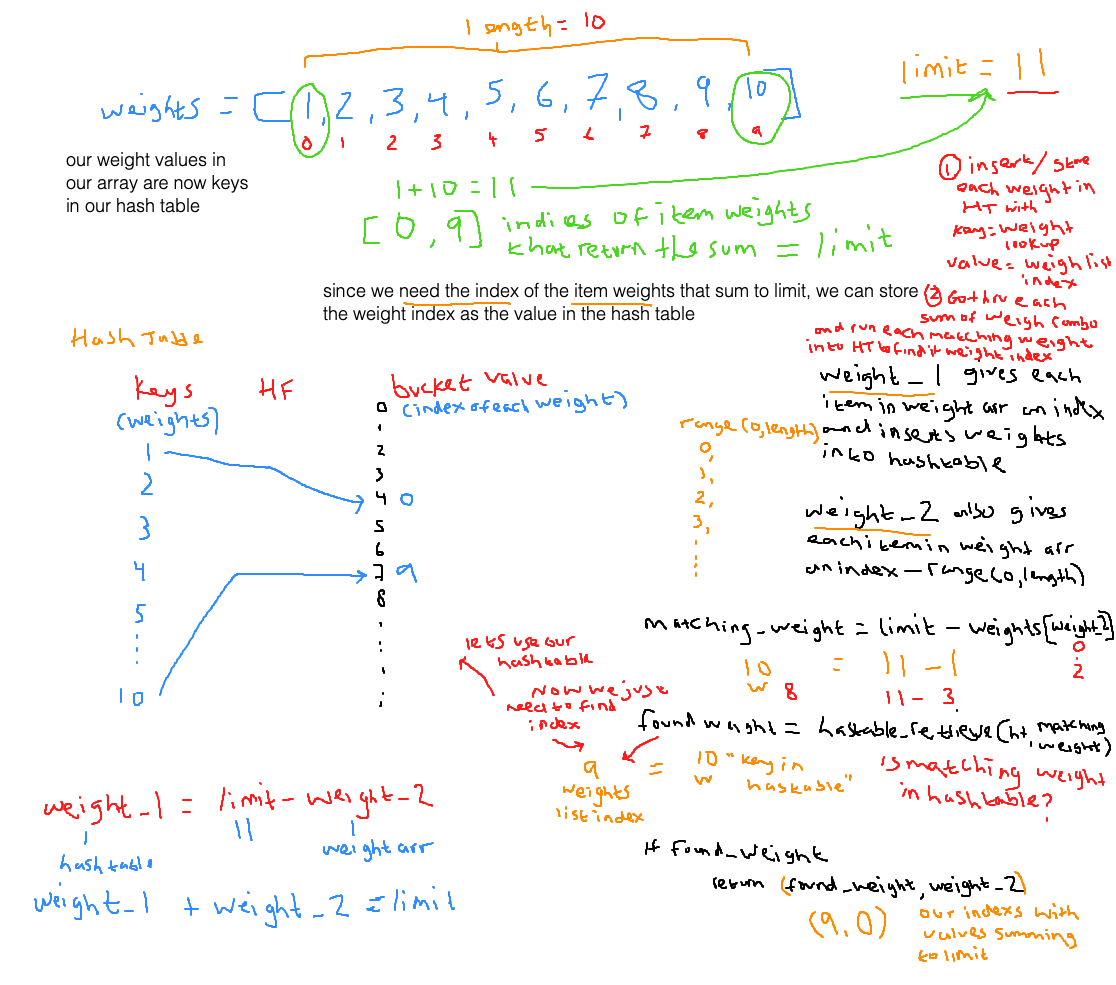 length = 10
limit = 11
weights = [1, 2, 3, 4, 5, 6, 7, 8, 9, 10]
0 1 2 3 4 5 6 7 8 9
our weight values in
our array are now keys
in our hash table
1+10 = 11
[0, 9] indies of item weights
that return the sum = limit
① insert/store
each weight in
HT with
key = weight
lookup
value = weigh list
index
since we need the index of the item weights that sum to limit, we can store
the weight index as the value in the hash table
② Go thru each
sum of weigh combo
and run each matching weight
into HT to find it weight index
Hash Table
keys
(weights)
1
2
3
4
5
:
:
10
HF
bucket value
(index of each weight)
0
1
2
3
4 0
5
6
7 9
8
range(0,length)
0,
1,
2,
3,
weight_1 gives each
item in weight arr an index
and inserts weights
into hashtable
weight_2 also gives
each item in weight arr
an index - range(0,length)
matching_weight = limit - weights[weight_2]
10 = 11 - 1 0
w 8 11 - 3 2
lets use our
hashtable
Now we just
need to find
index
found weight = hastable_retrieve(ht, matching
weight)
9 = 10 "key in
w haskable"
weights
list index
is matching weight
in hashtable?
weight_1 = limit - weight_2
hash table
11
weight arr
weight_1 + weight_2 = limit
If found_weight
return (found_weight, weight_2)
(9,0)
our indexs with
values summing
to limit